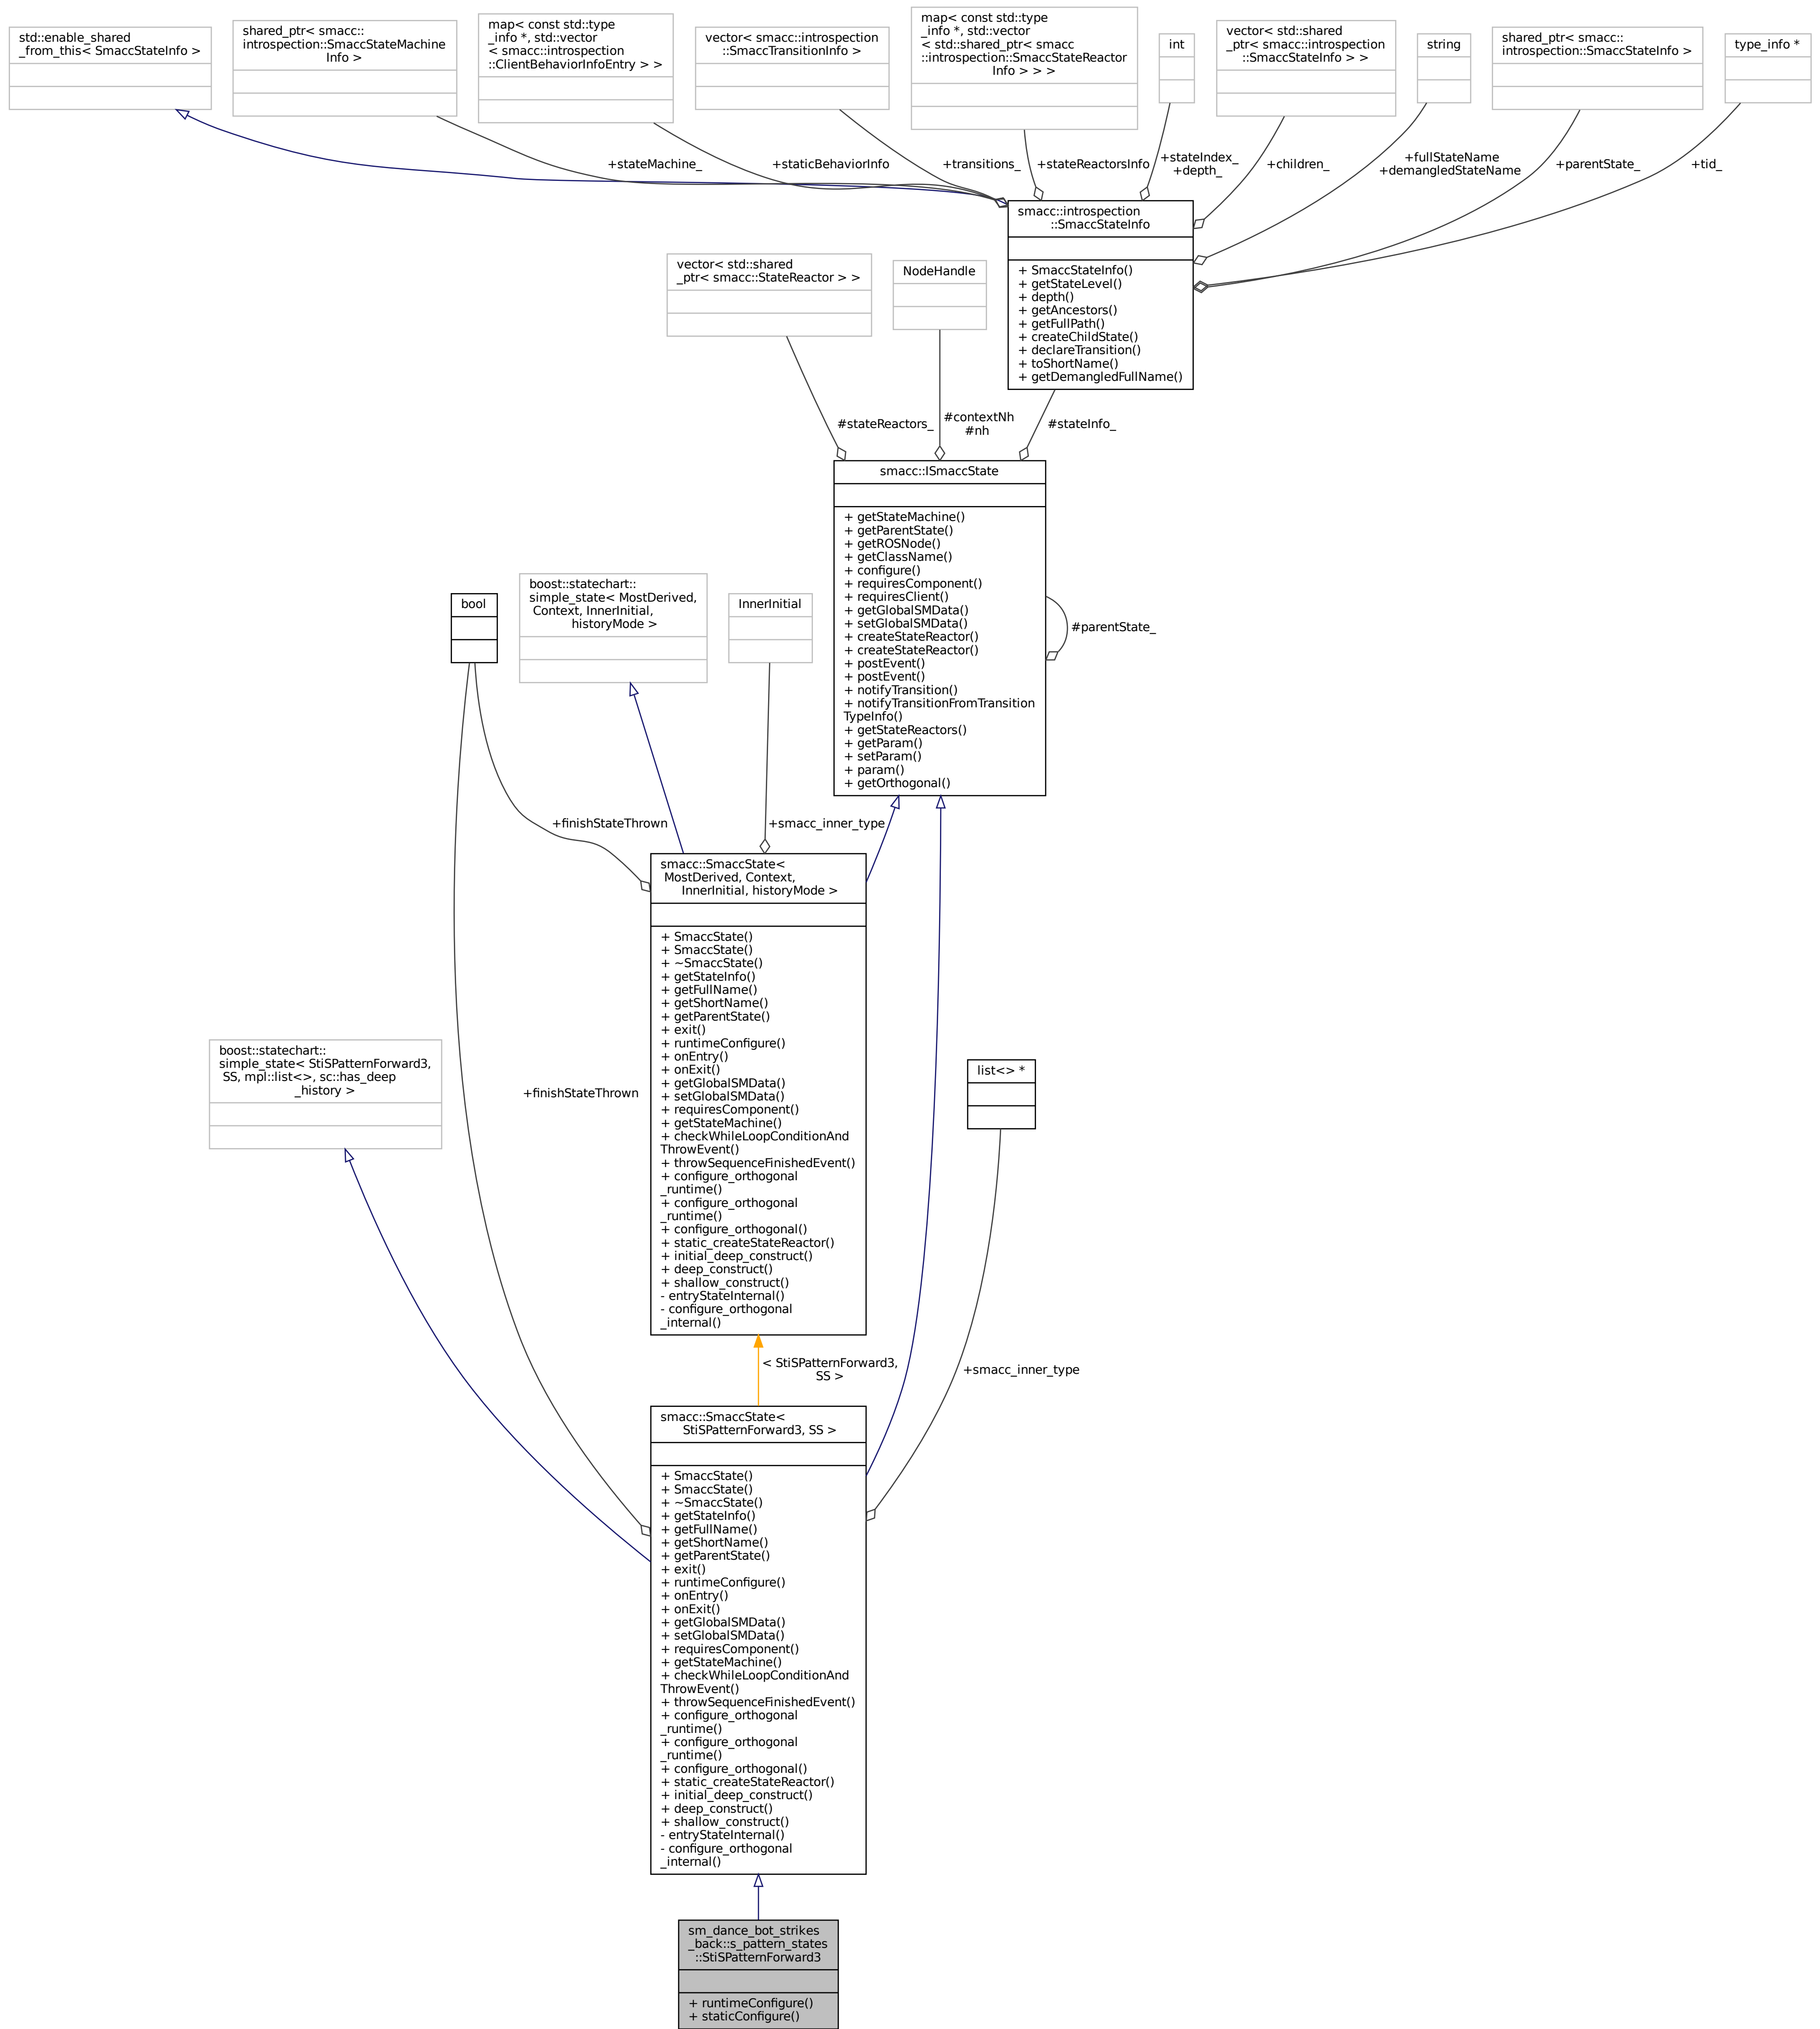 std::enable_shared
_from_this< SmaccStateInfo >
shared_ptr< smacc::
introspection::SmaccStateMachine
Info >
map< const std::type
_info *, std::vector
< smacc::introspection
::ClientBehaviorInfoEntry > >
vector< smacc::introspection
::SmaccTransitionInfo >
map< const std::type
_info *, std::vector
< std::shared_ptr< smacc
::introspection::SmaccStateReactor
Info > > >
int
vector< std::shared
_ptr< smacc::introspection
::SmaccStateInfo > >
string
shared_ptr< smacc::
introspection::SmaccStateInfo >
type_info *
+stateMachine_
+staticBehaviorInfo
+transitions_
+stateReactorsInfo
+stateIndex_
+depth_
+children_
+fullStateName
+demangledStateName
+parentState_
+tid_
smacc::introspection
::SmaccStateInfo
+ SmaccStateInfo()
+ getStateLevel()
+ depth()
+ getAncestors()
+ getFullPath()
+ createChildState()
+ declareTransition()
+ toShortName()
+ getDemangledFullName()
vector< std::shared
_ptr< smacc::StateReactor > >
NodeHandle
#stateReactors_
#contextNh
#nh
#stateInfo_
smacc::ISmaccState
+ getStateMachine()
+ getParentState()
+ getROSNode()
+ getClassName()
+ configure()
+ requiresComponent()
+ requiresClient()
+ getGlobalSMData()
+ setGlobalSMData()
+ createStateReactor()
+ createStateReactor()
+ postEvent()
+ postEvent()
+ notifyTransition()
+ notifyTransitionFromTransition
TypeInfo()
+ getStateReactors()
+ getParam()
+ setParam()
+ param()
+ getOrthogonal()
#parentState_
bool
boost::statechart::
simple_state< MostDerived,
Context, InnerInitial,
historyMode >
InnerInitial
+finishStateThrown
+smacc_inner_type
smacc::SmaccState<
MostDerived, Context,
InnerInitial, historyMode >
+ SmaccState()
+ SmaccState()
+ ~SmaccState()
+ getStateInfo()
+ getFullName()
+ getShortName()
+ getParentState()
+ exit()
+ runtimeConfigure()
+ onEntry()
+ onExit()
+ getGlobalSMData()
+ setGlobalSMData()
+ requiresComponent()
+ getStateMachine()
+ checkWhileLoopConditionAnd
ThrowEvent()
+ throwSequenceFinishedEvent()
+ configure_orthogonal
_runtime()
+ configure_orthogonal
_runtime()
+ configure_orthogonal()
+ static_createStateReactor()
+ initial_deep_construct()
+ deep_construct()
+ shallow_construct()
- entryStateInternal()
- configure_orthogonal
_internal()
boost::statechart::
simple_state< StiSPatternForward3,
SS, mpl::list<>, sc::has_deep
_history >
+finishStateThrown
list<> *
< StiSPatternForward3,
SS >
+smacc_inner_type
smacc::SmaccState<
StiSPatternForward3, SS >
+ SmaccState()
+ SmaccState()
+ ~SmaccState()
+ getStateInfo()
+ getFullName()
+ getShortName()
+ getParentState()
+ exit()
+ runtimeConfigure()
+ onEntry()
+ onExit()
+ getGlobalSMData()
+ setGlobalSMData()
+ requiresComponent()
+ getStateMachine()
+ checkWhileLoopConditionAnd
ThrowEvent()
+ throwSequenceFinishedEvent()
+ configure_orthogonal
_runtime()
+ configure_orthogonal
_runtime()
+ configure_orthogonal()
+ static_createStateReactor()
+ initial_deep_construct()
+ deep_construct()
+ shallow_construct()
- entryStateInternal()
- configure_orthogonal
_internal()
sm_dance_bot_strikes
_back::s_pattern_states
::StiSPatternForward3
+ runtimeConfigure()
+ staticConfigure()